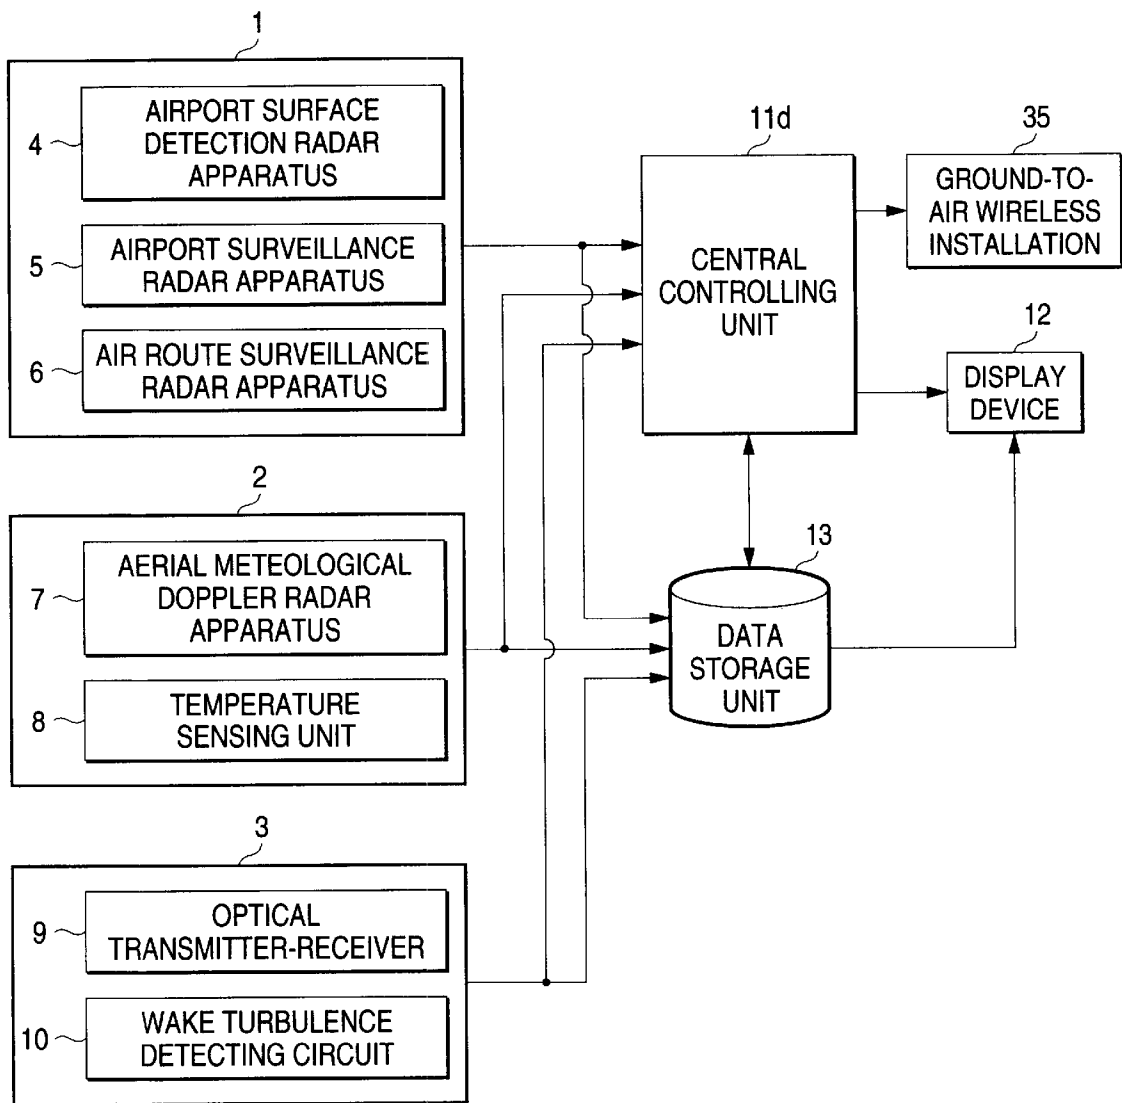 1
4
AIRPORT SURFACE
DETECTION RADAR
APPARATUS
5
AIRPORT SURVEILLANCE
RADAR APPARATUS
6
AIR ROUTE SURVEILLANCE
RADAR APPARATUS
2
7
AERIAL METEOLOGICAL
DOPPLER RADAR
APPARATUS
8
TEMPERATURE
SENSING UNIT
3
9
OPTICAL
TRANSMITTER-RECEIVER
10
WAKE TURBULENCE
DETECTING CIRCUIT
11d
CENTRAL
CONTROLLING
UNIT
35
GROUND-TO-
AIR WIRELESS
INSTALLATION
12
DISPLAY
DEVICE
13
DATA
STORAGE
UNIT